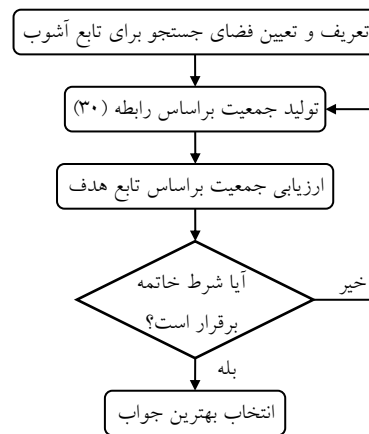 تعریف و تعیین فضای جستجو برای تابع آشوب
تولید جمعیت براساس رابطه (۳۰)
ارزیابی جمعیت براساس تابع هدف
آیا شرط خاتمه
برقرار است؟
خیر
بله
انتخاب بهترین جواب